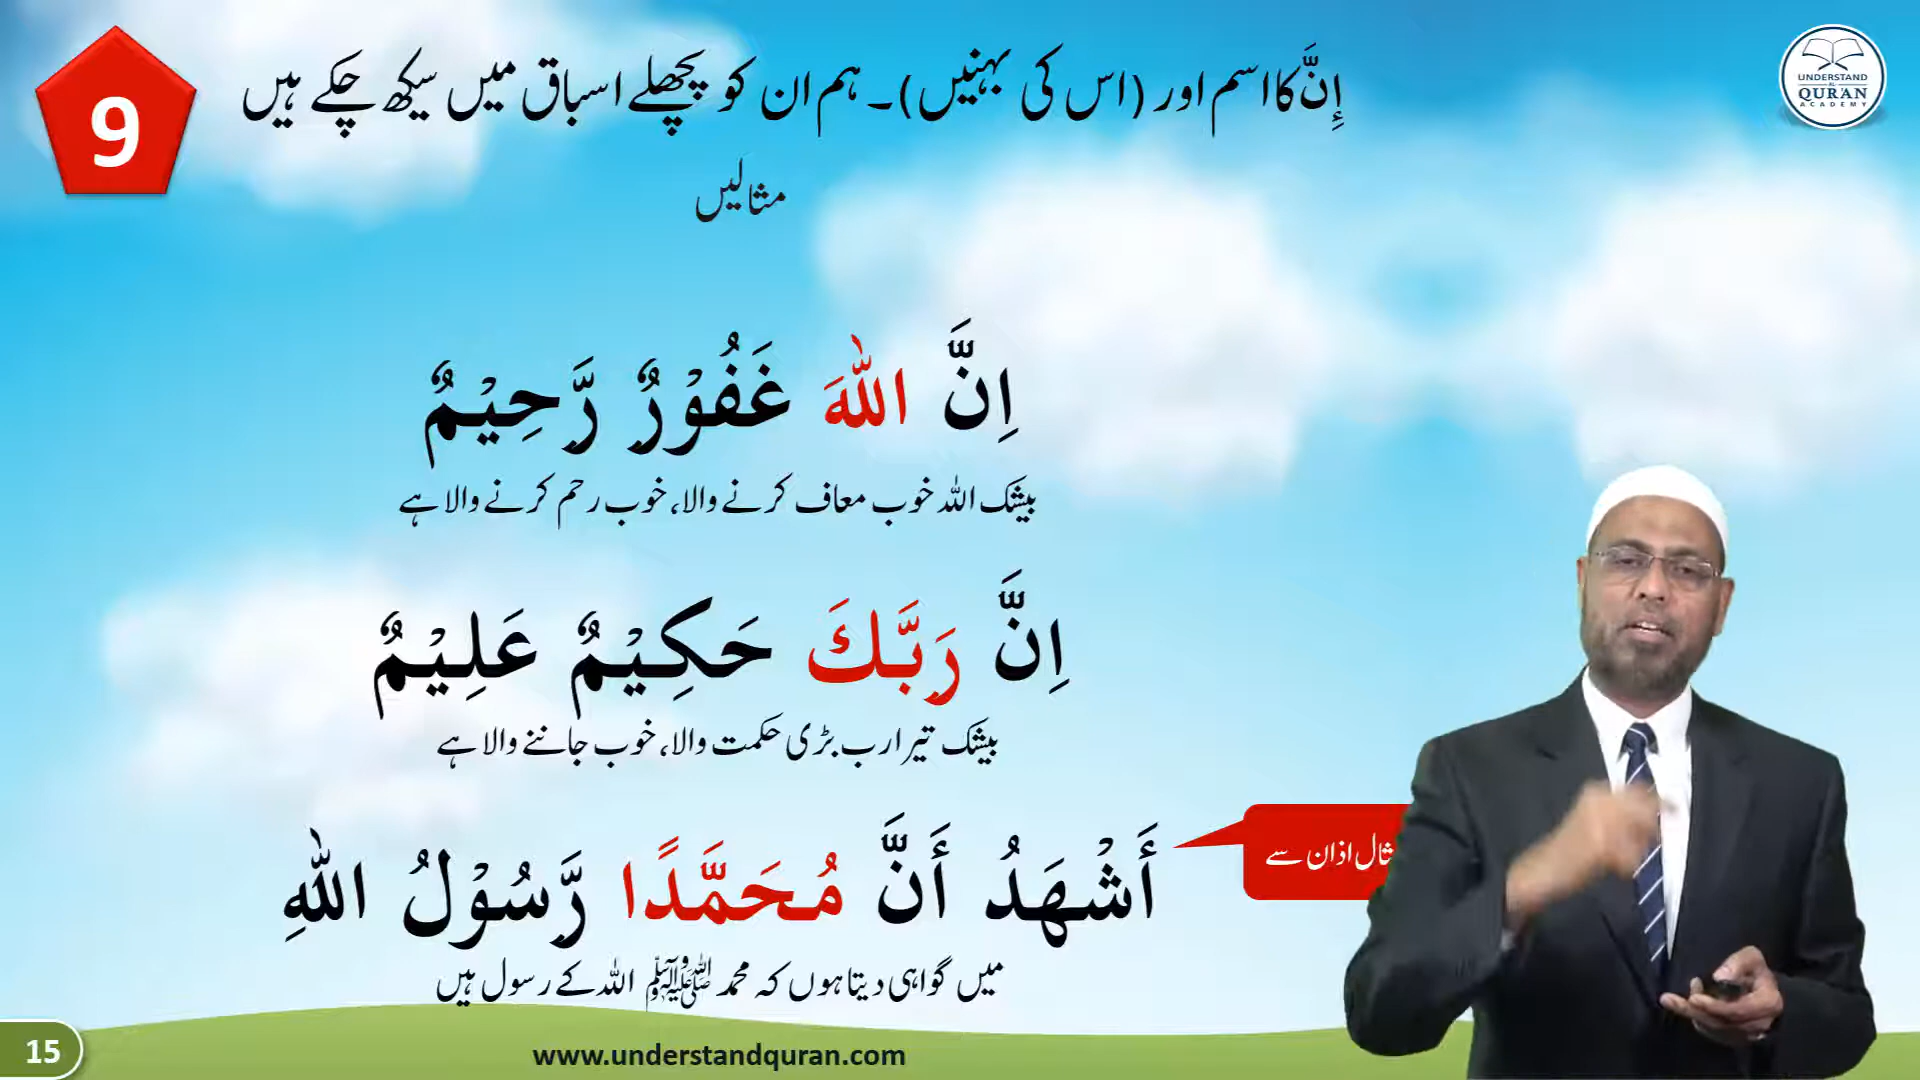 9
إِنَّ کا اسم اور (اس کی بہنیں)۔ ہم ان کو پچھلے اسباق میں سیکھ چکے ہیں
UNDERSTAND
AL
QURAN
ACADEMY
مثالیں
اِنَّ اللّٰهَ غَفُوْرٌ رَّحِيْمٌ
بیشک اللہ خوب معاف کرنے والا، خوب رحم کرنے والا ہے
اِنَّ رَبَّكَ حَكِيْمٌ عَلِيْمٌ
بیشک تیرا رب بڑی حکمت والا، خوب جاننے والا ہے
أَشْهَدُ أَنَّ مُحَمَّدًا رَّسُوْلُ اللّٰهِ
اذان سے
میں گواہی دیتا ہوں کہ محمد ﷺ اللہ کے رسول ہیں
15
www.understandquran.com